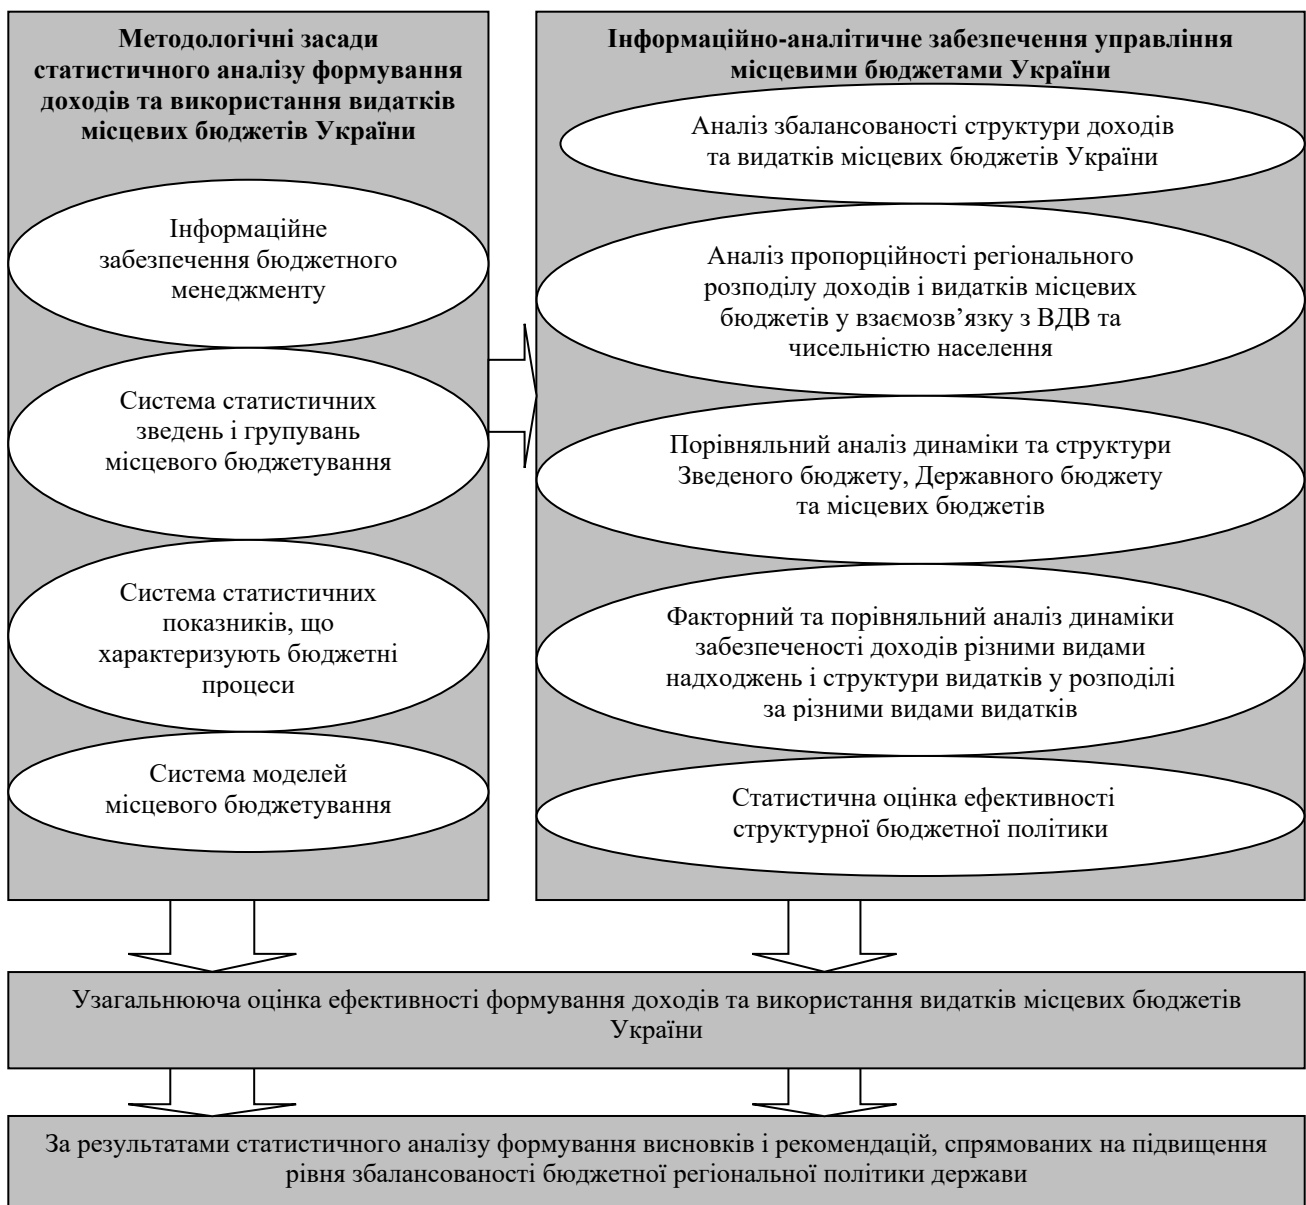 Методологічні засади
статистичного аналізу формування
доходів та використання видатків
місцевих бюджетів України
Інформаційне
забезпечення бюджетного
менеджменту
Система статистичних
зведень і групувань
місцевого бюджетування
Система статистичних
показників, що
характеризують бюджетні
процеси
Система моделей
місцевого бюджетування
Інформаційно-аналітичне забезпечення управління
місцевими бюджетами України
Аналіз збалансованості структури доходів
та видатків місцевих бюджетів України
Аналіз пропорційності регіонального
розподілу доходів і видатків місцевих
бюджетів у взаємозв’язку з ВДВ та
чисельністю населення
Порівняльний аналіз динаміки та структури
Зведеного бюджету, Державного бюджету
та місцевих бюджетів
Факторний та порівняльний аналіз динаміки
забезпеченості доходів різними видами
надходжень і структури видатків у розподілі
за різними видами видатків
Статистична оцінка ефективності
структурної бюджетної політики
Узагальнююча оцінка ефективності формування доходів та використання видатків місцевих бюджетів
України
За результатами статистичного аналізу формування висновків і рекомендацій, спрямованих на підвищення
рівня збалансованості бюджетної регіональної політики держави